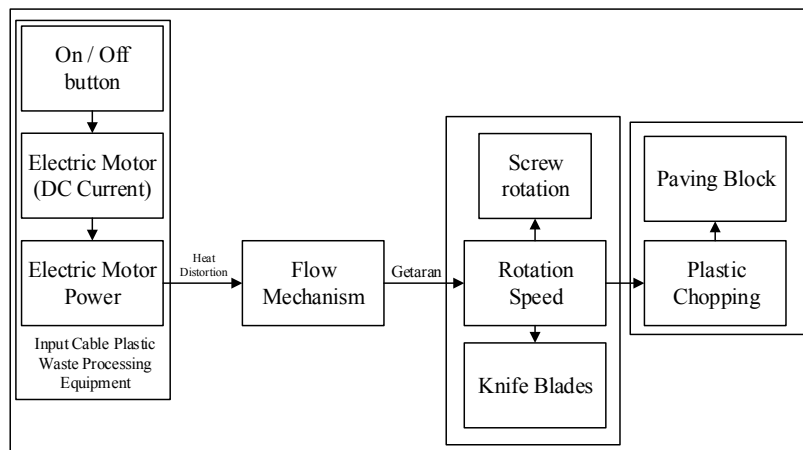 On / Off
button
Electric Motor
(DC Current)
Electric Motor
Power
Input Cable Plastic
Waste Processing
Equipment
Heat
Distortion
Flow
Mechanism
Getaran
Screw
rotation
Rotation
Speed
Knife Blades
Paving Block
Plastic
Chopping